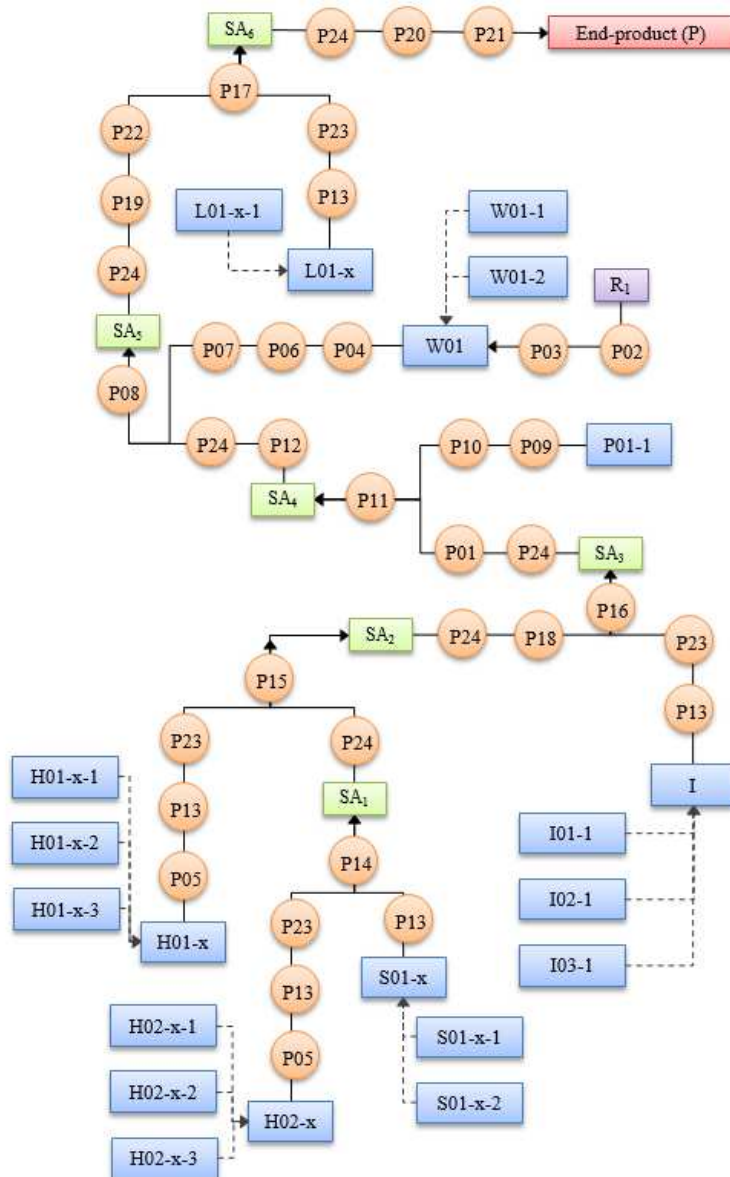 SA₆
P24
P20
P21
End-product (P)
P17
P22
P23
P19
P13
L01-x-1
W01-1
P24
L01-x
W01-2
R₁
SA₅
P07
P06
P04
W01
P03
P02
P08
P24
P12
P10
P09
P01-1
SA₄
P11
P01
P24
SA₃
P16
SA₂
P24
P18
P23
P15
P13
P23
P24
H01-x-1
SA₁
I
P13
H01-x-2
I01-1
P14
P05
H01-x-3
I02-1
P23
P13
H01-x
I03-1
S01-x
P13
H02-x-1
S01-x-1
P05
H02-x-2
S01-x-2
H02-x
H02-x-3